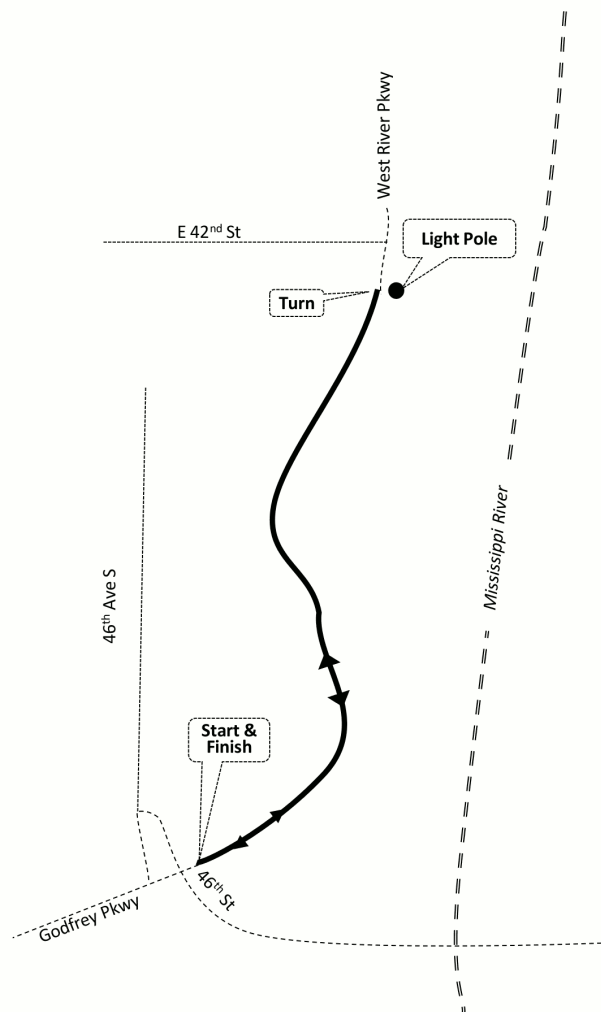 West River Pkwy
E 42nd St
Light Pole
Turn
Mississippi River
46th Ave S
Start &
Finish
46th St
Godfrey Pkwy